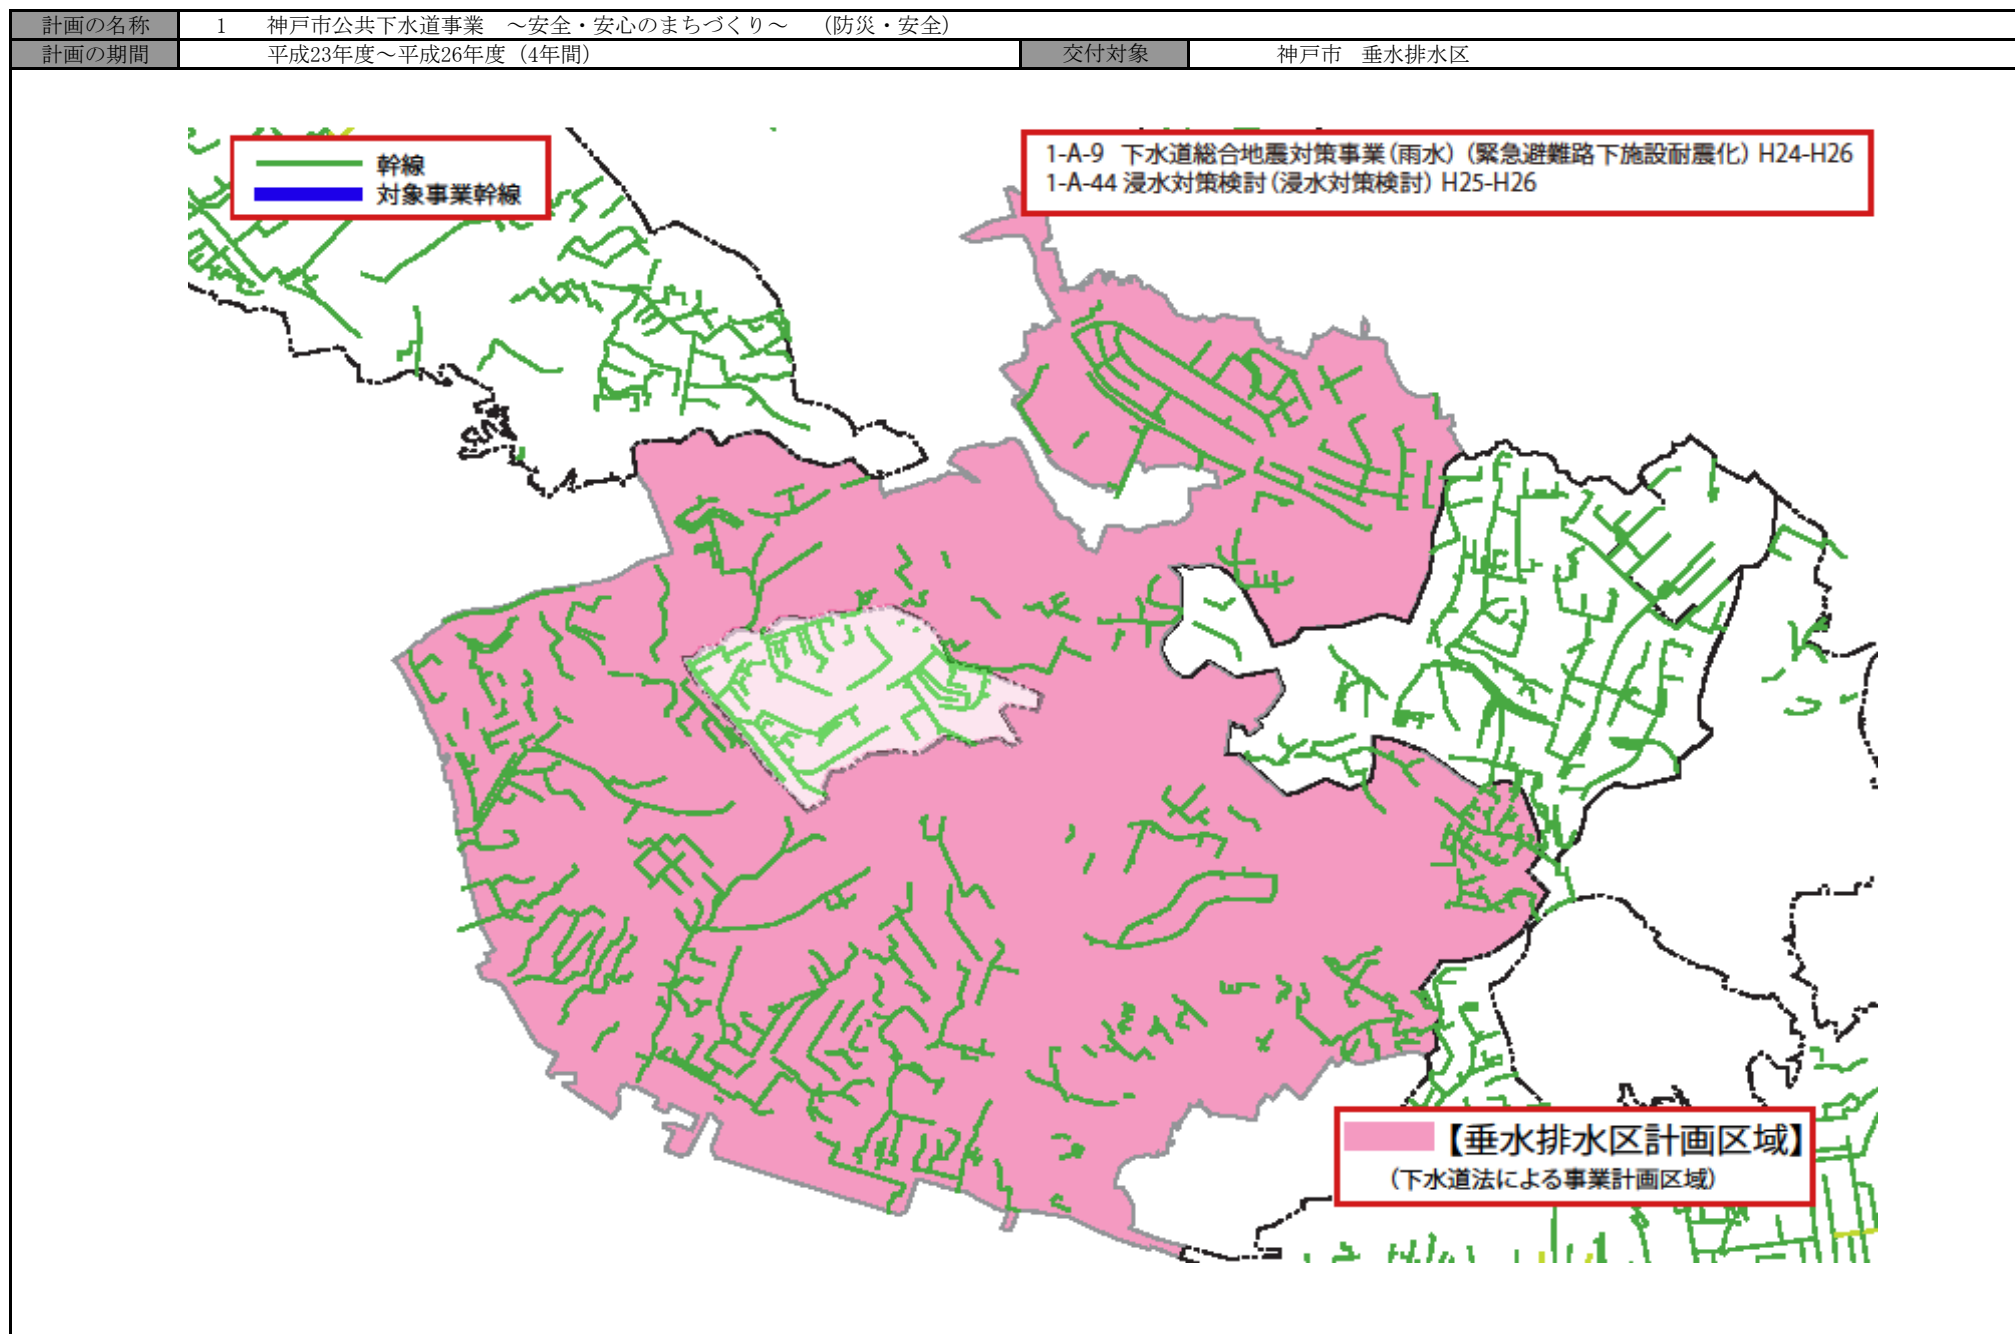 計画の名称 1 神戸市公共下水道事業 ～安全・安心のまちづくり～ （防災・安全）
計画の期間 平成23年度～平成26年度（4年間） 交付対象 神戸市 垂水排水区
幹線
対象事業幹線
1-A-9 下水道総合地震対策事業（雨水）（緊急避難路下施設耐震化）H24-H26
1-A-44 浸水対策検討（浸水対策検討）H25-H26
【垂水排水区計画区域】
（下水道法による事業計画区域）